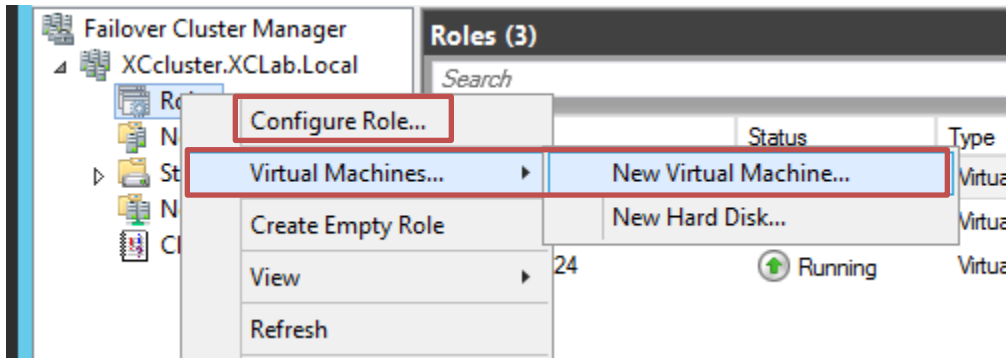 Failover Cluster Manager
XCcluster.XCLab.Local
Roles (3)
Search
Configure Role...
Status
Type
Virtual Machines...
New Virtual Machine...
New Hard Disk...
Create Empty Role
24
Running
View
Refresh